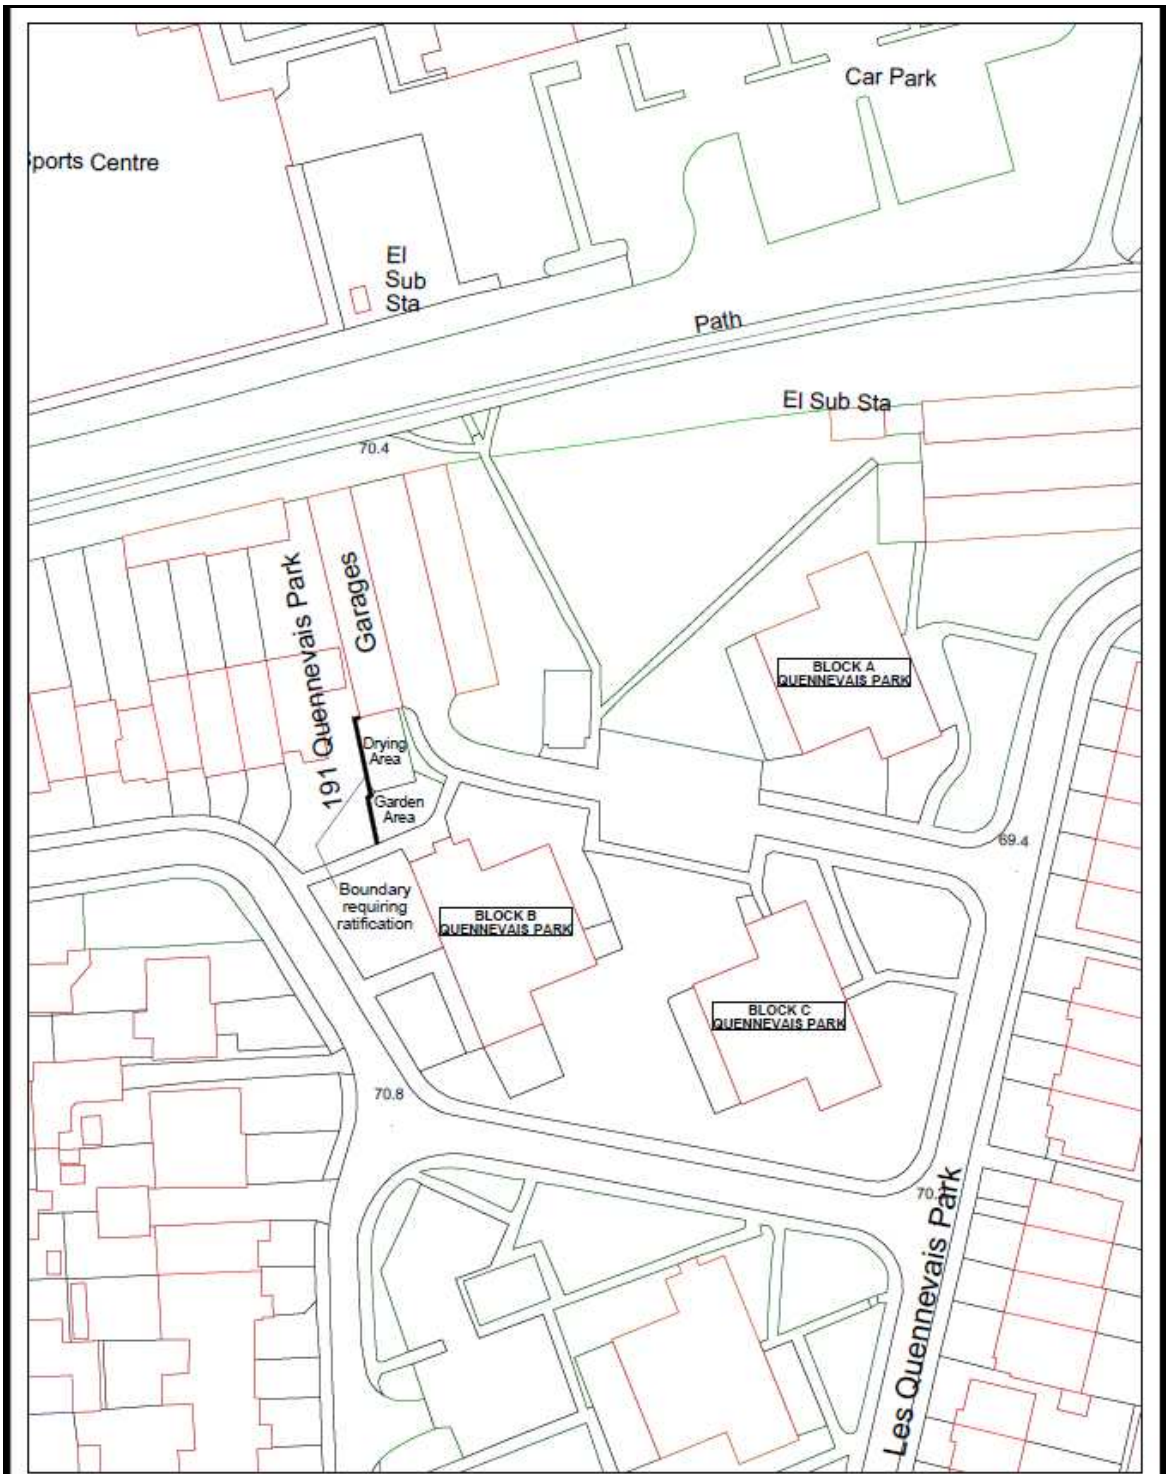 Car Park
ports Centre
El
Sub
Sta
Path
El Sub Sta
70.4
191 Quennevais Park
Garages
BLOCK A
QUENNEVAIS PARK
Drying
Area
Garden
Area
69.4
Boundary
requiring
ratification
BLOCK B
QUENNEVAIS PARK
BLOCK C
QUENNEVAIS PARK
70.8
Les Quennevais Park